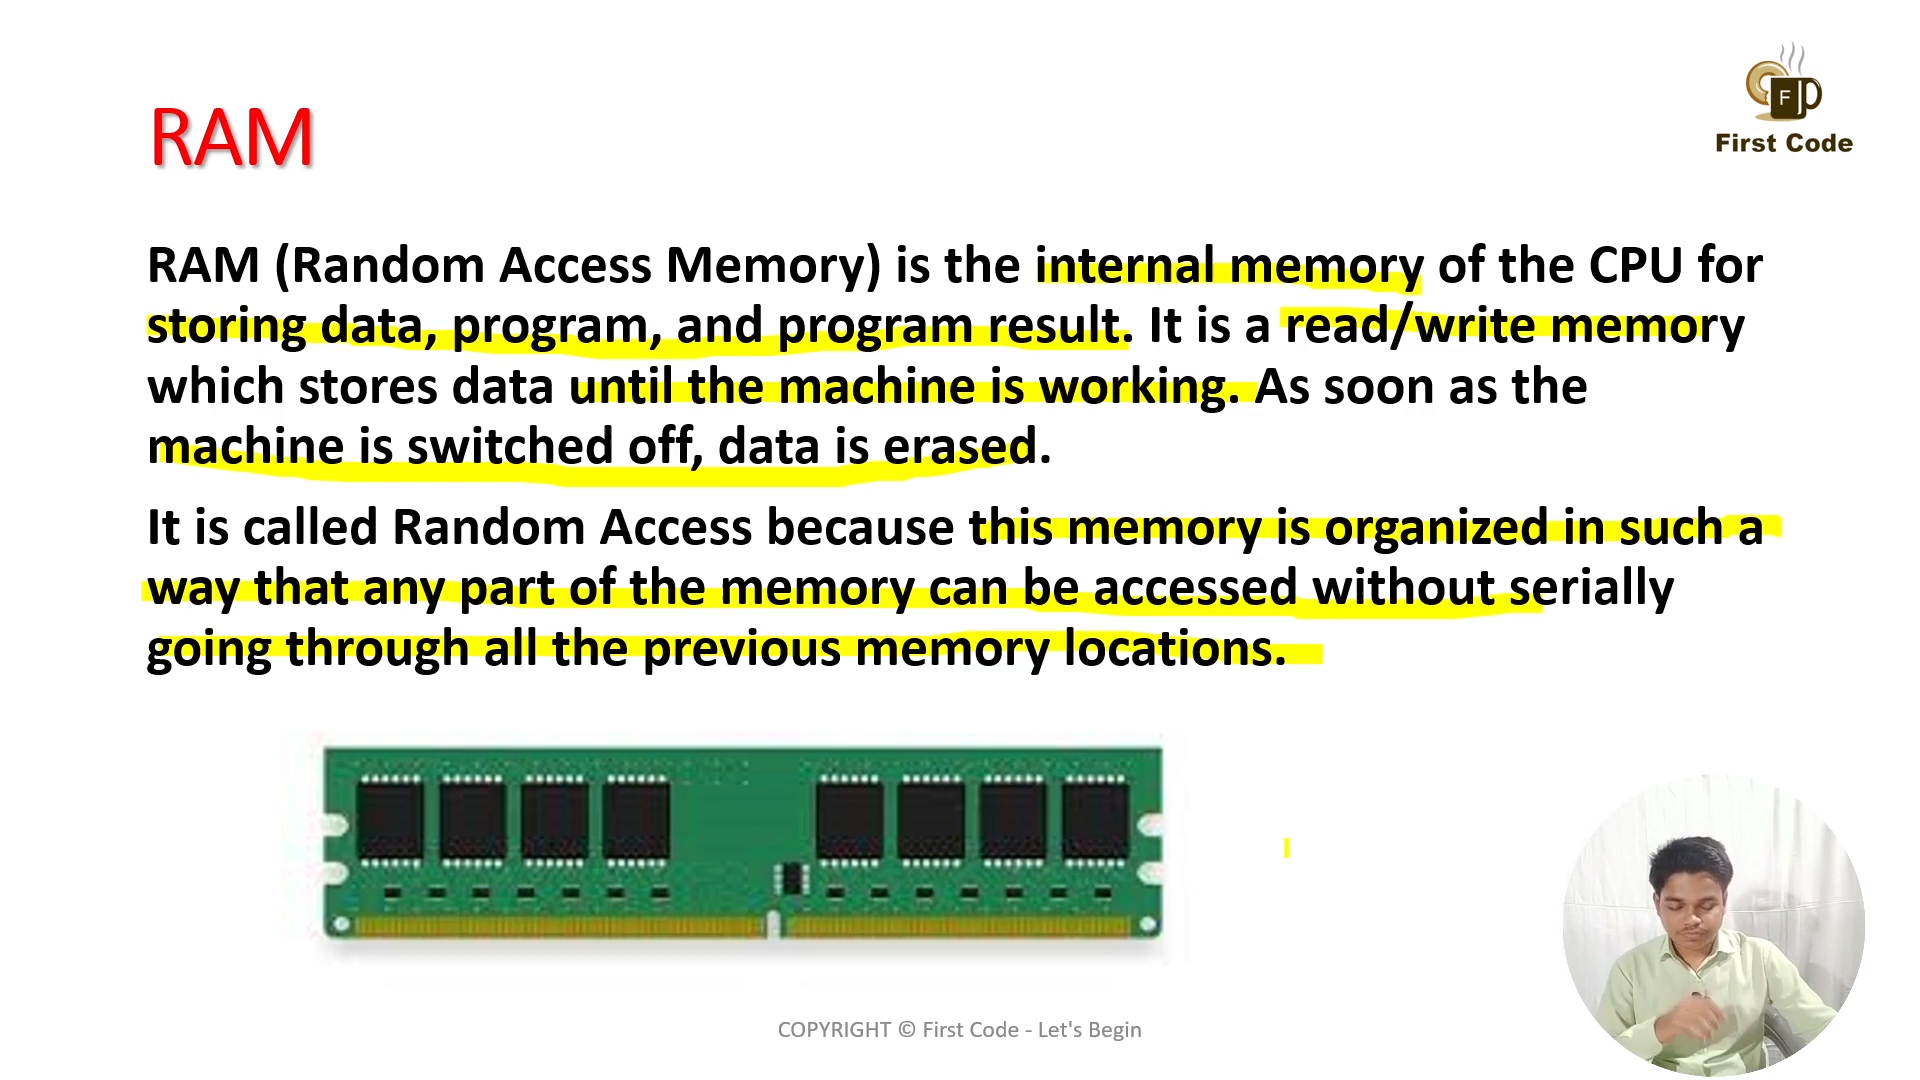 F
First Code
RAM
RAM (Random Access Memory) is the internal memory of the CPU for
storing data, program, and program result. It is a read/write memory
which stores data until the machine is working. As soon as the
machine is switched off, data is erased.
It is called Random Access because this memory is organized in such a
way that any part of the memory can be accessed without serially
going through all the previous memory locations.
COPYRIGHT © First Code - Let's Begin